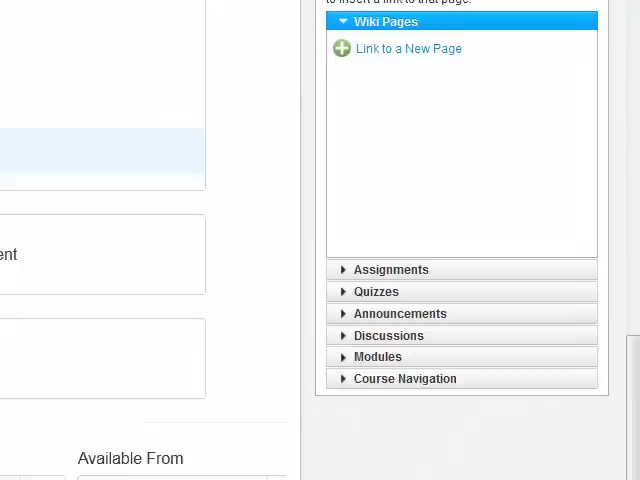 to insert a link to that page.
Wiki Pages
Link to a New Page
ent
Assignments
Quizzes
Announcements
Discussions
Modules
Course Navigation
Available From